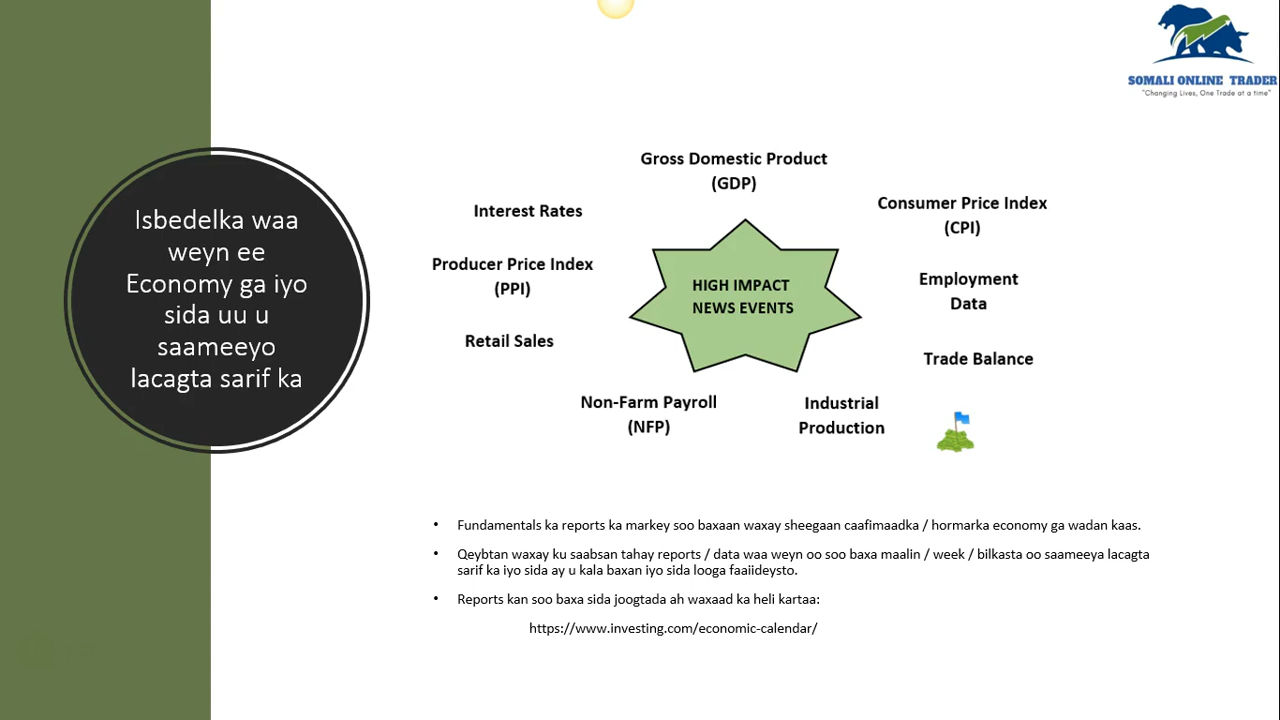 SOMALI ONLINE TRADER
"Changing Lives, One Trade at a time"
Isbedelka waa
weyn ee
Economy ga iyo
sida uu u
saameeyo
lacagta sarif ka
Gross Domestic Product
(GDP)
Interest Rates
Consumer Price Index
(CPI)
Producer Price Index
(PPI)
Employment
Data
HIGH IMPACT
NEWS EVENTS
Retail Sales
Trade Balance
Non-Farm Payroll
(NFP)
Industrial
Production
• Fundamentals ka reports ka markey soo baxaan waxay sheegaan caafimaadka / hormarka economy ga wadan kaas.
• Qeybtan waxay ku saabsan tahay reports / data waa weyn oo soo baxa maalin / week / bilkasta oo saameeya lacagta
sarif ka iyo sida ay u kala baxan iyo sida looga faaiideysto.
• Reports kan soo baxa sida joogtada ah waxaad ka heli kartaa:
https://www.investing.com/economic-calendar/